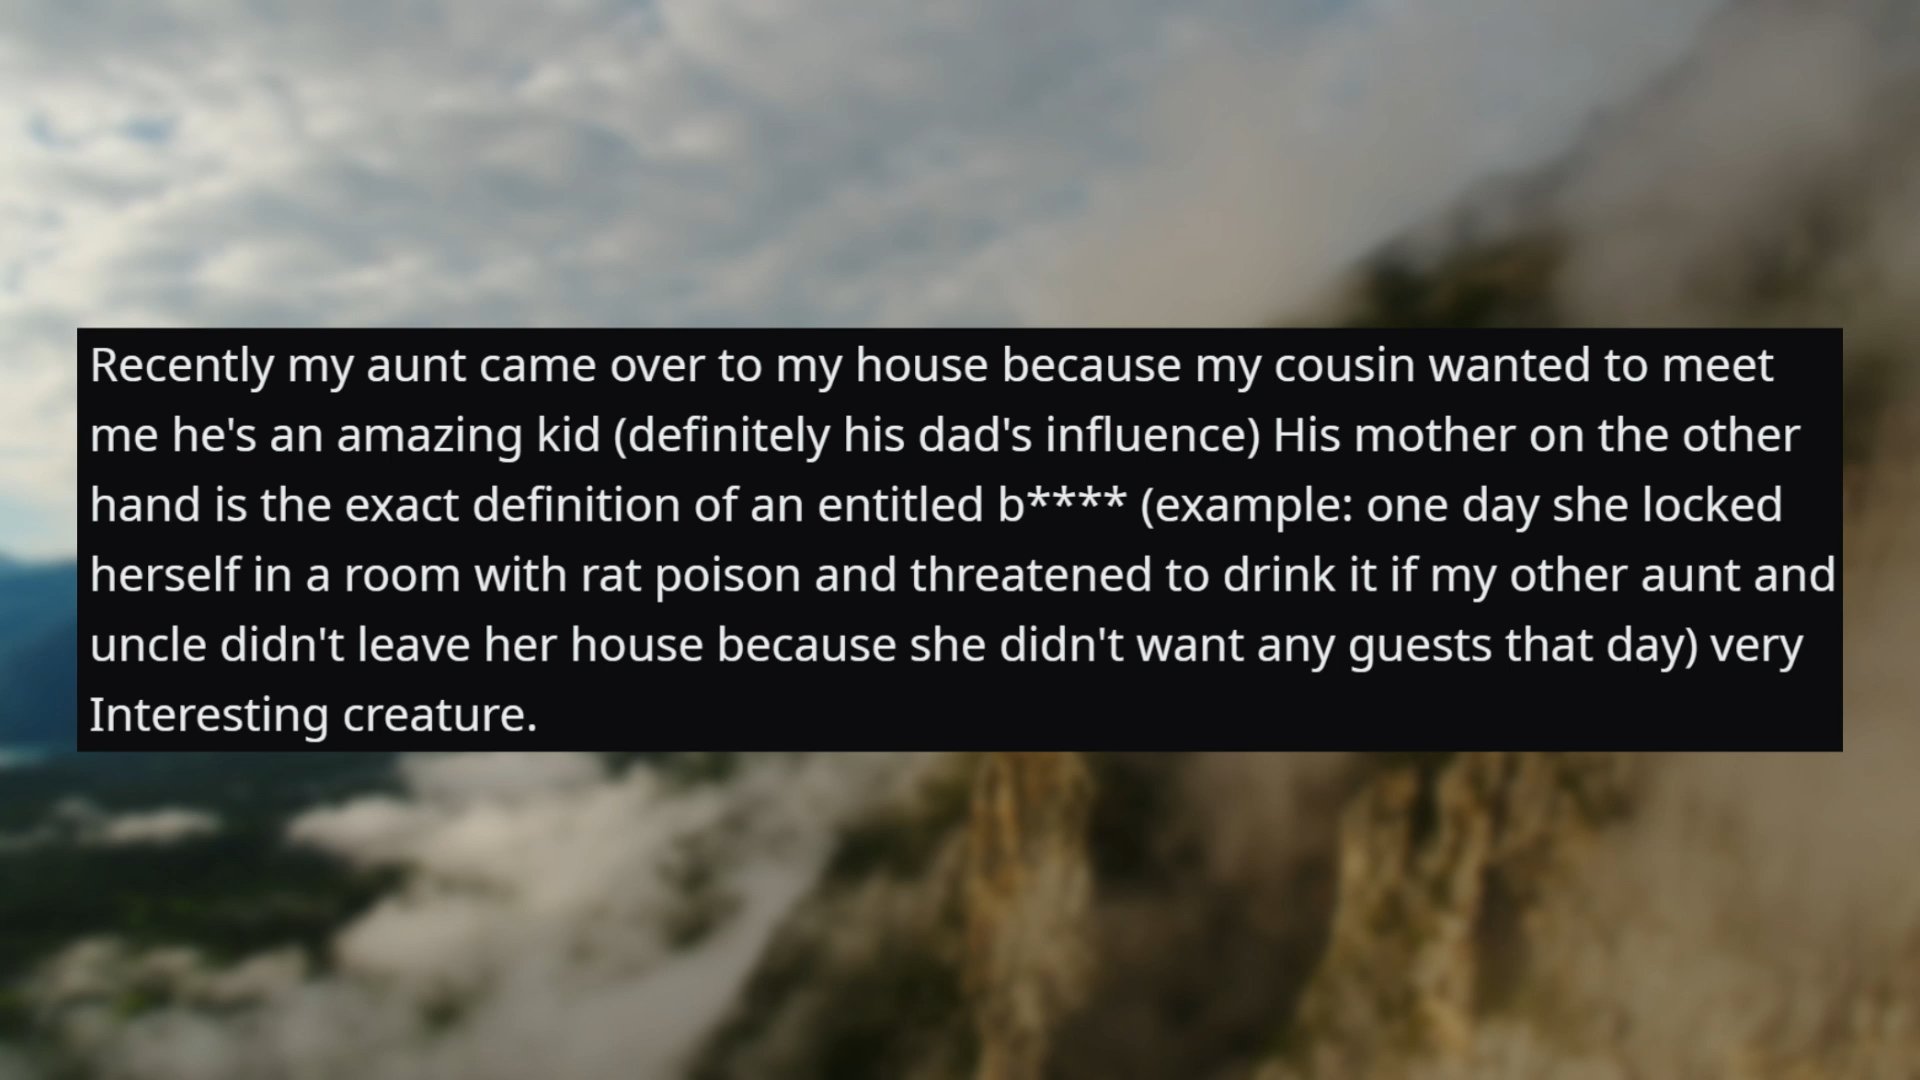 Recently my aunt came over to my house because my cousin wanted to meet
me he's an amazing kid (definitely his dad's influence) His mother on the other
hand is the exact definition of an entitled b**** (example: one day she locked
herself in a room with rat poison and threatened to drink it if my other aunt and
uncle didn't leave her house because she didn't want any guests that day) very
Interesting creature.